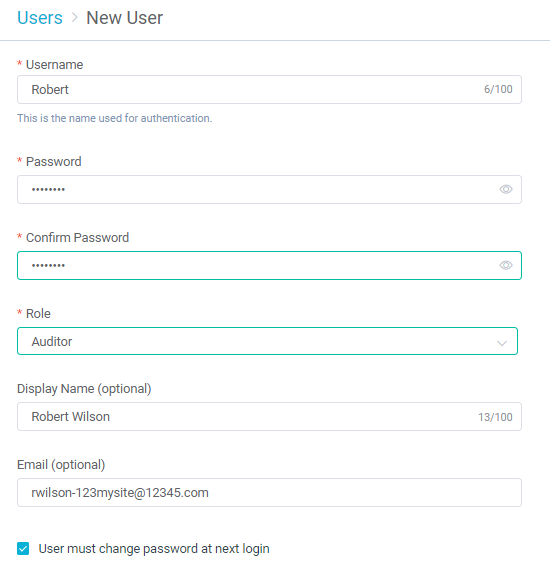 Users > New User
* Username
Robert 6/100
This is the name used for authentication.
* Password
••••••••
* Confirm Password
••••••••
* Role
Auditor
Display Name (optional)
Robert Wilson 13/100
Email (optional)
rwilson-123mysite@12345.com
User must change password at next login